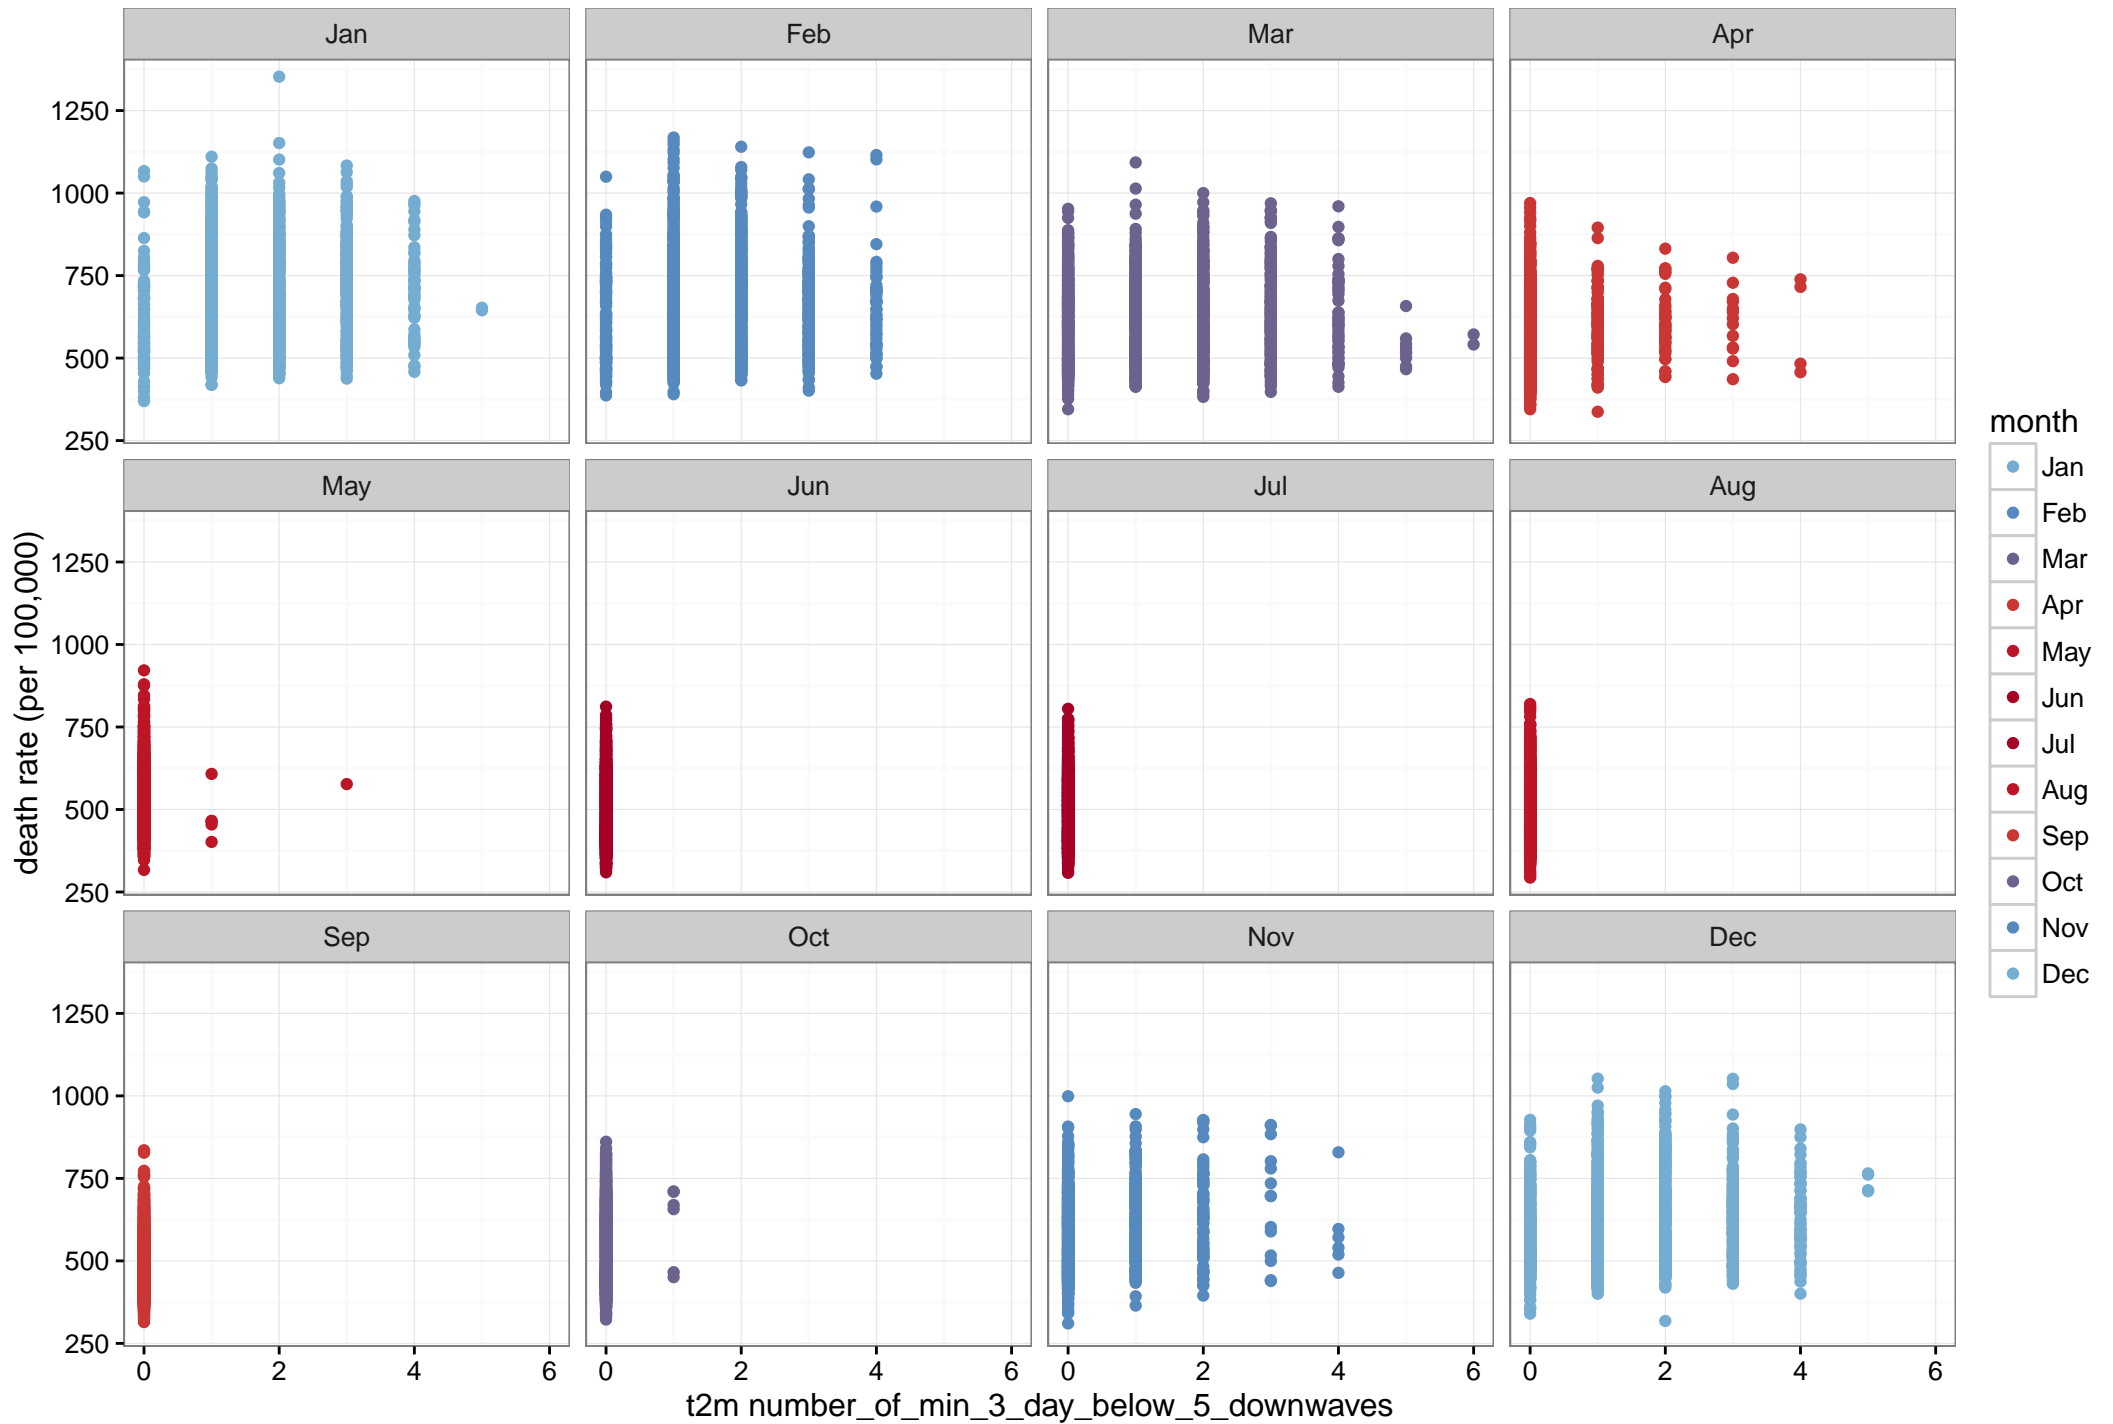 Jan Feb Mar Apr
1250
1000
750
500
250
May Jun Jul Aug
death rate (per 100,000)
1250
1000
750
500
250
Sep Oct Nov Dec
1250
1000
750
500
250
0 2 4 6 0 2 4 6 0 2 4 6 0 2 4 6
t2m number_of_min_3_day_below_5_downwaves
month
Jan
Feb
Mar
Apr
May
Jun
Jul
Aug
Sep
Oct
Nov
Dec